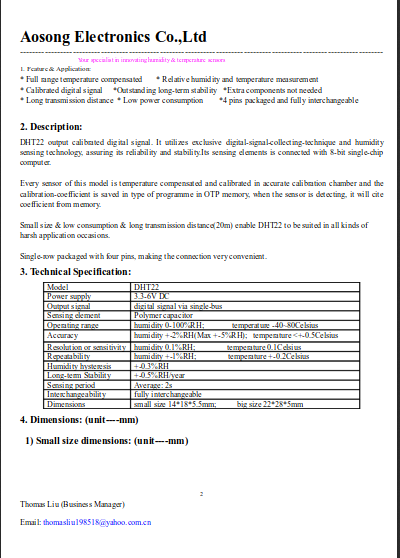 Aosong Electronics Co.,Ltd
--------------------------------------------------------------------------------
Your specialist in innovating humidity & temperature sensors
1. Feature & Application:
* Full range temperature compensated * Relative humidity and temperature measurement
* Calibrated digital signal *Outstanding long-term stability *Extra components not needed
* Long transmission distance * Low power consumption *4 pins packaged and fully interchangeable
2. Description:
DHT22 output calibrated digital signal. It utilizes exclusive digital-signal-collecting-technique and humidity
sensing technology, assuring its reliability and stability.Its sensing elements is connected with 8-bit single-chip
computer.
Every sensor of this model is temperature compensated and calibrated in accurate calibration chamber and the
calibration-coefficient is saved in type of programme in OTP memory, when the sensor is detecting, it will cite
coefficient from memory.
Small size & low consumption & long transmission distance(20m) enable DHT22 to be suited in all kinds of
harsh application occasions.
Single-row packaged with four pins, making the connection very convenient.
3. Technical Specification:
Model DHT22
Power supply 3.3-6V DC
Output signal digital signal via single-bus
Sensing element Polymer capacitor
Operating range humidity 0-100%RH; temperature -40~80Celsius
Accuracy humidity +-2%RH(Max +-5%RH); temperature <+-0.5Celsius
Resolution or sensitivity humidity 0.1%RH; temperature 0.1Celsius
Repeatability humidity +-1%RH; temperature +-0.2Celsius
Humidity hysteresis +-0.3%RH
Long-term Stability +-0.5%RH/year
Sensing period Average: 2s
Interchangeability fully interchangeable
Dimensions small size 14*18*5.5mm; big size 22*28*5mm
4. Dimensions: (unit----mm)
1) Small size dimensions: (unit----mm)
2
Thomas Liu (Business Manager)
Email: thomasliu198518@yahoo.com.cn